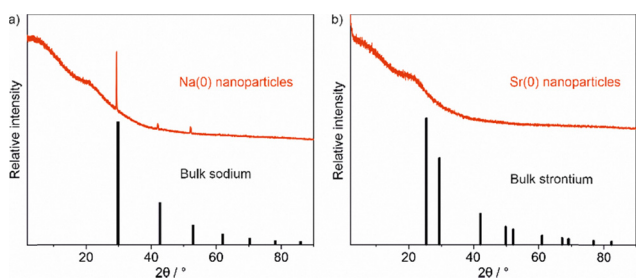 a)
Relative intensity
Na(0) nanoparticles
Bulk sodium
20 40 60 80
2θ / °
b)
Relative intensity
Sr(0) nanoparticles
Bulk strontium
20 40 60 80
2θ / °